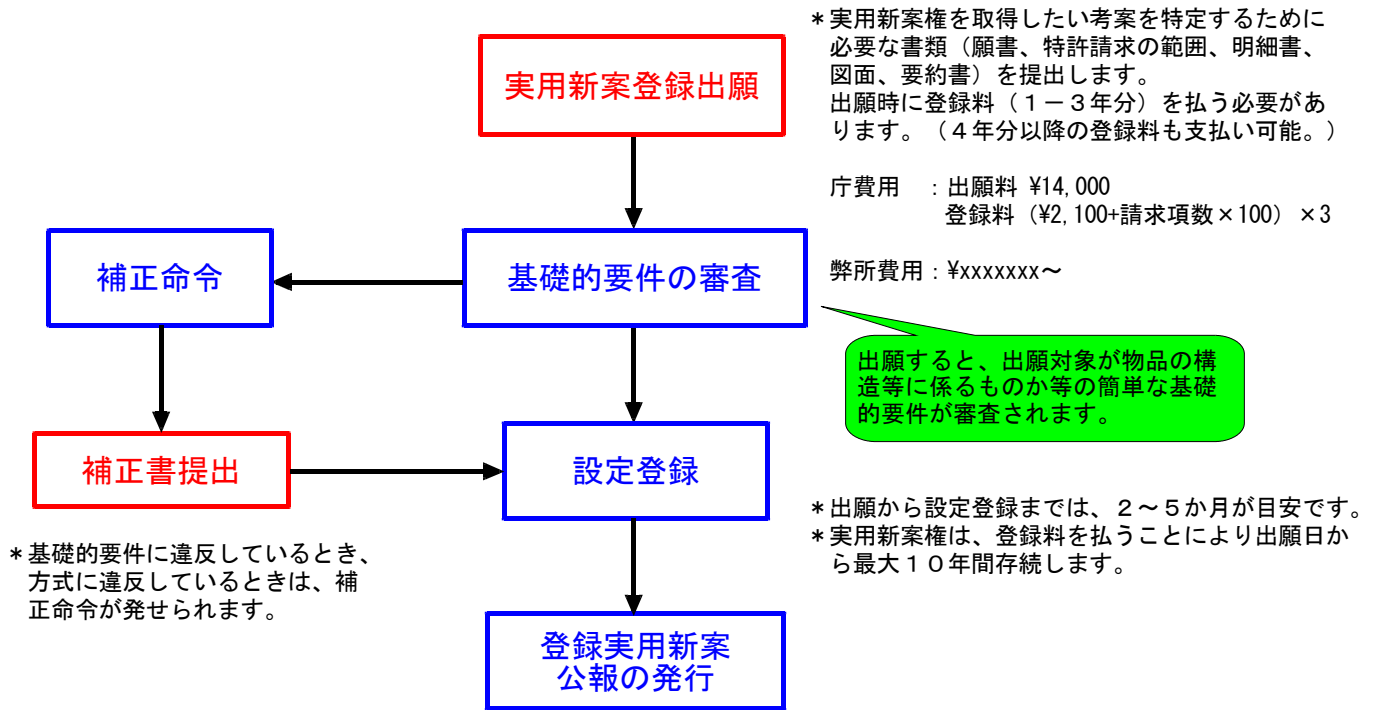 実用新案登録出願
＊実用新案権を取得したい考案を特定するために
必要な書類（願書、特許請求の範囲、明細書、
図面、要約書）を提出します。
出願時に登録料（１－３年分）を払う必要があ
ります。（４年分以降の登録料も支払い可能。）
庁費用　：出願料 ¥14,000
登録料（¥2,100+請求項数×100）×3
弊所費用：¥xxxxxxx～
補正命令
基礎的要件の審査
出願すると、出願対象が物品の構
造等に係るものか等の簡単な基礎
的要件が審査されます。
補正書提出
設定登録
＊出願から設定登録までは、２～５か月が目安です。
＊実用新案権は、登録料を払うことにより出願日か
ら最大１０年間存続します。
＊基礎的要件に違反しているとき、
方式に違反しているときは、補
正命令が発せられます。
登録実用新案
公報の発行